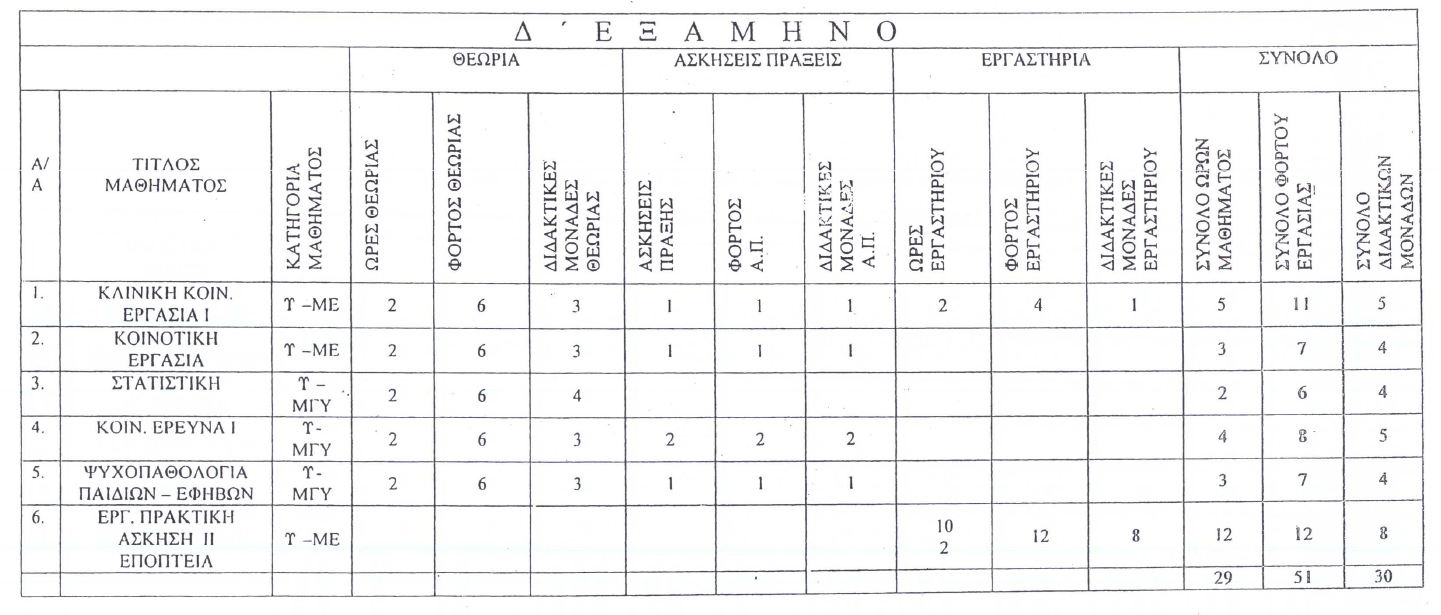 Δ ΄ Ε Ξ Α Μ Η Ν Ο
ΘΕΩΡΙΑ ΑΣΚΗΣΕΙΣ ΠΡΑΞΕΙΣ ΕΡΓΑΣΤΗΡΙΑ ΣΥΝΟΛΟ
Α/
Α
ΤΙΤΛΟΣ
ΜΑΘΗΜΑΤΟΣ
ΚΑΤΗΓΟΡΙΑ
ΜΑΘΗΜΑΤΟΣ
ΩΡΕΣ ΘΕΩΡΙΑΣ
ΦΟΡΤΟΣ ΘΕΩΡΙΑΣ
ΔΙΔΑΚΤΙΚΕΣ
ΜΟΝΑΔΕΣ
ΘΕΩΡΙΑΣ
ΑΣΚΗΣΕΙΣ
ΠΡΑΞΗΣ
ΦΟΡΤΟΣ
Α.Π.
ΔΙΔΑΚΤΙΚΕΣ
ΜΟΝΑΔΕΣ
Α.Π.
ΩΡΕΣ
ΕΡΓΑΣΤΗΡΙΟΥ
ΦΟΡΤΟΣ
ΕΡΓΑΣΤΗΡΙΟΥ
ΔΙΔΑΚΤΙΚΕΣ
ΜΟΝΑΔΕΣ
ΕΡΓΑΣΤΗΡΙΟΥ
ΣΥΝΟΛΟ ΩΡΩΝ
ΜΑΘΗΜΑΤΟΣ
ΣΥΝΟΛΟ ΦΟΡΤΟΥ
ΕΡΓΑΣΙΑΣ
ΣΥΝΟΛΟ
ΔΙΔΑΚΤΙΚΩΝ
ΜΟΝΑΔΩΝ
1. ΚΛΙΝΙΚΗ ΚΟΙΝ.
ΕΡΓΑΣΙΑ Ι
Υ –ΜΕ 2 6 3 1 1 1 2 4 1 5 11 5
2. ΚΟΙΝΟΤΙΚΗ
ΕΡΓΑΣΙΑ
Υ –ΜΕ 2 6 3 1 1 1 3 7 4
3. ΣΤΑΤΙΣΤΙΚΗ
Υ –
ΜΓΥ
2 6 4 2 6 4
4. ΚΟΙΝ. ΕΡΕΥΝΑ Ι
Υ-
ΜΓΥ
2 6 3 2 2 2 4 8 5
5. ΨΥΧΟΠΑΘΟΛΟΓΙΑ
ΠΑΙΔΙΩΝ – ΕΦΗΒΩΝ
Υ-
ΜΓΥ
2 6 3 1 1 1 3 7 4
6. ΕΡΓ. ΠΡΑΚΤΙΚΗ
ΑΣΚΗΣΗ ΙΙ
ΕΠΟΠΤΕΙΑ
Υ –ΜΕ
10
2
12 8 12 12 8
29 51 30